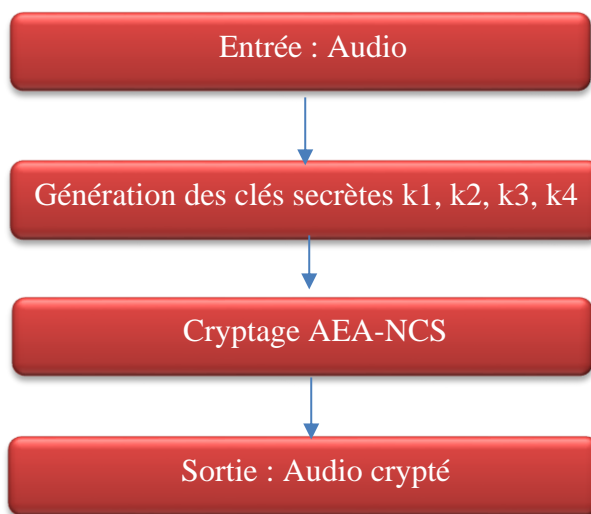 Entrée : Audio
Génération des clés secrètes k1, k2, k3, k4
Cryptage AEA-NCS
Sortie : Audio crypté